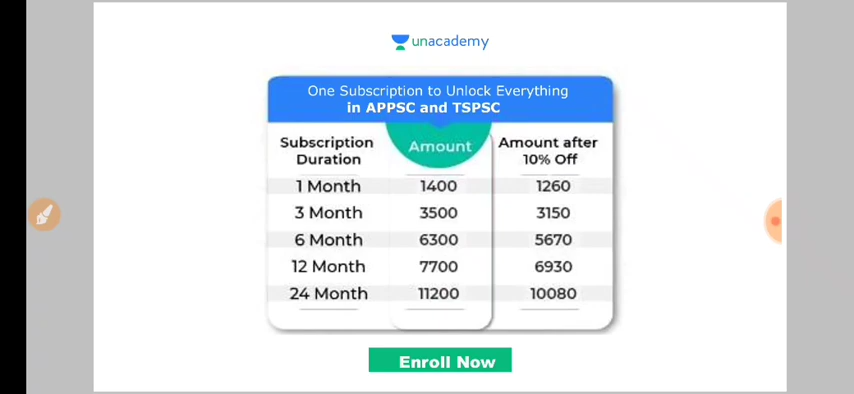 unacademy
One Subscription to Unlock Everything
in APPSC and TSPSC
Subscription Duration Amount Amount after 10% Off
1 Month 1400 1260
3 Month 3500 3150
6 Month 6300 5670
12 Month 7700 6930
24 Month 11200 10080
Enroll Now